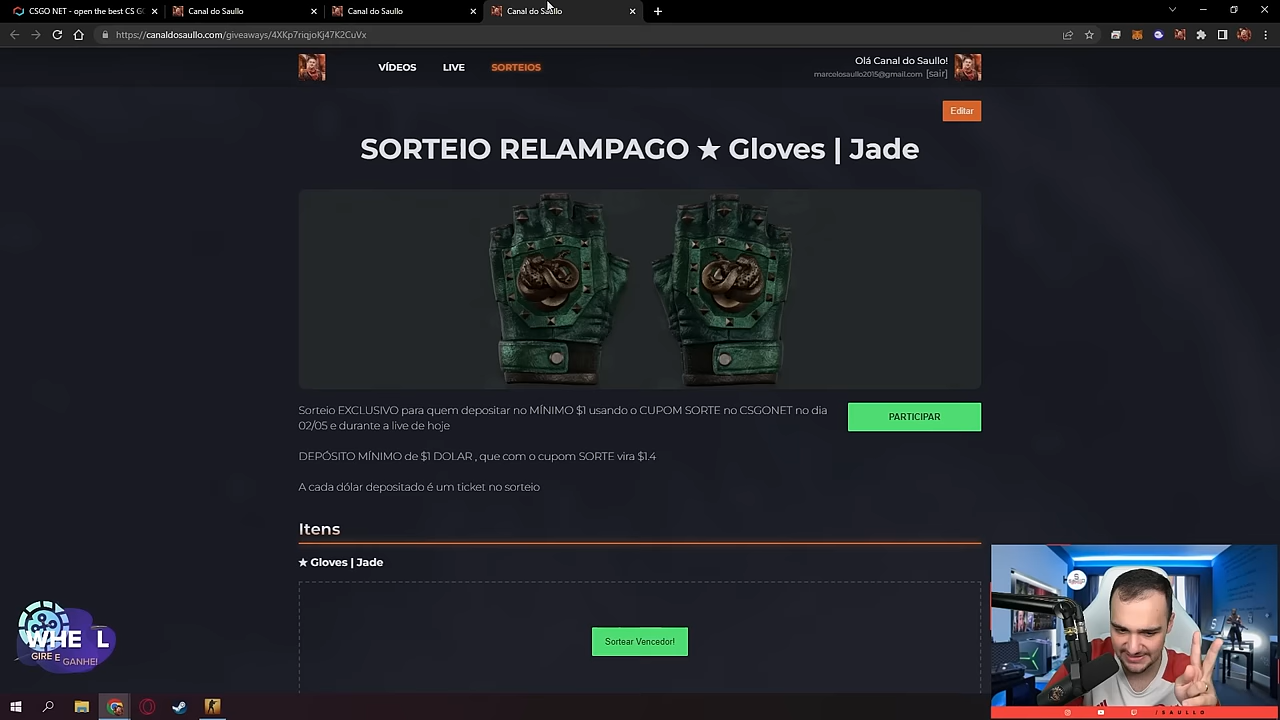 CSGO NET - open the best CS GO
Canal do Saullo
Canal do Saullo
Canal do Saullo
https://canaldosaullo.com/giveaways/4XKp7riqjoKj47K2CuVx
VÍDEOS
LIVE
SORTEIOS
Olá Canal do Saullo!
marcelosaullo2015@gmail.com [sair]
Editar
SORTEIO RELAMPAGO ★ Gloves | Jade
Sorteio EXCLUSIVO para quem depositar no MÍNIMO $1 usando o CUPOM SORTE no CSGONET no dia
02/05 e durante a live de hoje
PARTICIPAR
DEPÓSITO MÍNIMO de $1 DOLAR , que com o cupom SORTE vira $1.4
A cada dólar depositado é um ticket no sorteio
Itens
★ Gloves | Jade
Sortear Vencedor!
WHE L
GIRE E
GANHE!
/SAULLO